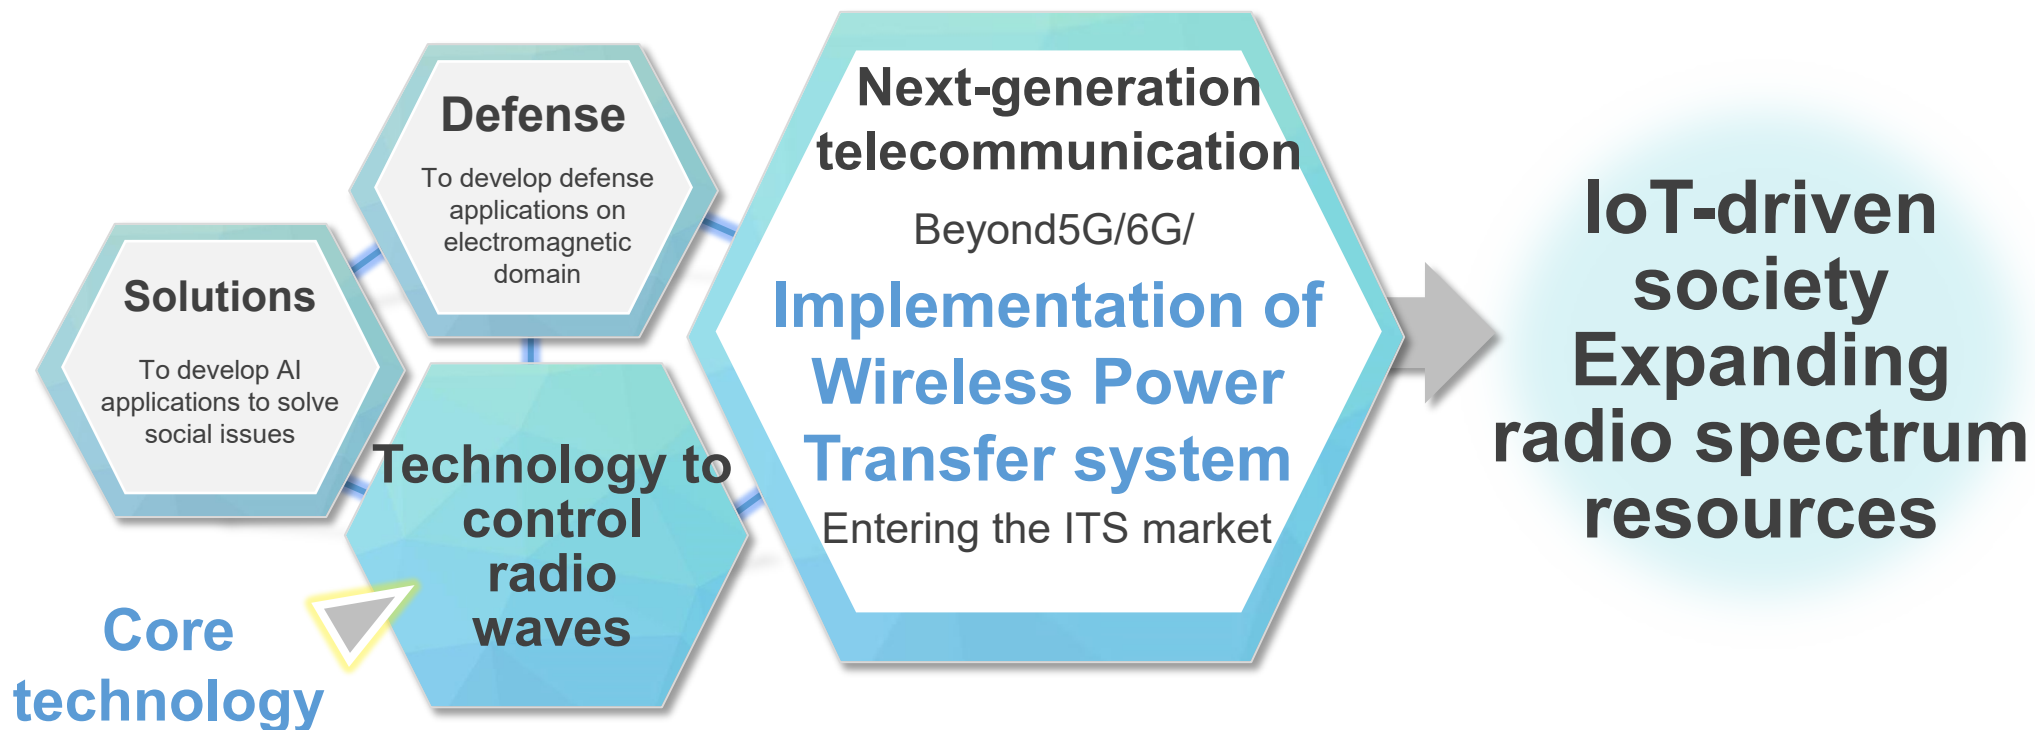 Defense
To develop defense
applications on
electromagnetic
domain
Solutions
To develop AI
applications to solve
social issues
Technology to
control
radio
waves
Core
technology
Next-generation
telecommunication
Beyond5G/6G/
Implementation of
Wireless Power
Transfer system
Entering the ITS market
IoT-driven
society
Expanding
radio spectrum
resources